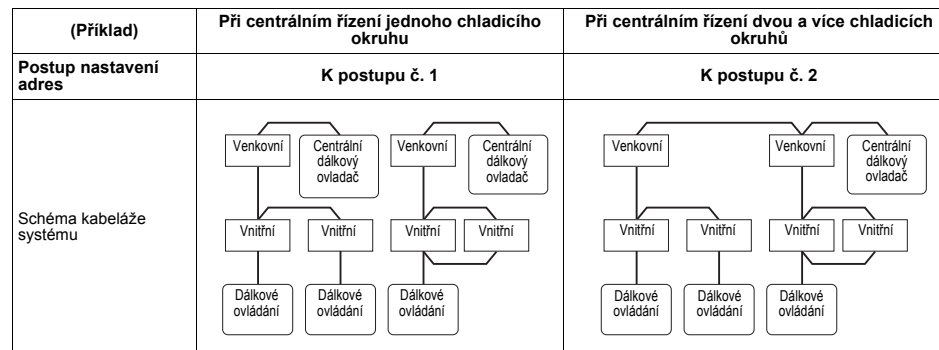 (Příklad)
Při centrálním řízení jednoho chladicího
okruhu
Při centrálním řízení dvou a více chladicích
okruhů
Postup nastavení
adres
K postupu č. 1
K postupu č. 2
Schéma kabeláže
systému
Venkovní
Centrální
dálkový
ovladač
Venkovní
Centrální
dálkový
ovladač
Vnitřní
Vnitřní
Vnitřní
Vnitřní
Dálkové
ovládání
Dálkové
ovládání
Dálkové
ovládání
Venkovní
Venkovní
Centrální
dálkový
ovladač
Vnitřní
Vnitřní
Vnitřní
Vnitřní
Dálkové
ovládání
Dálkové
ovládání
Dálkové
ovládání